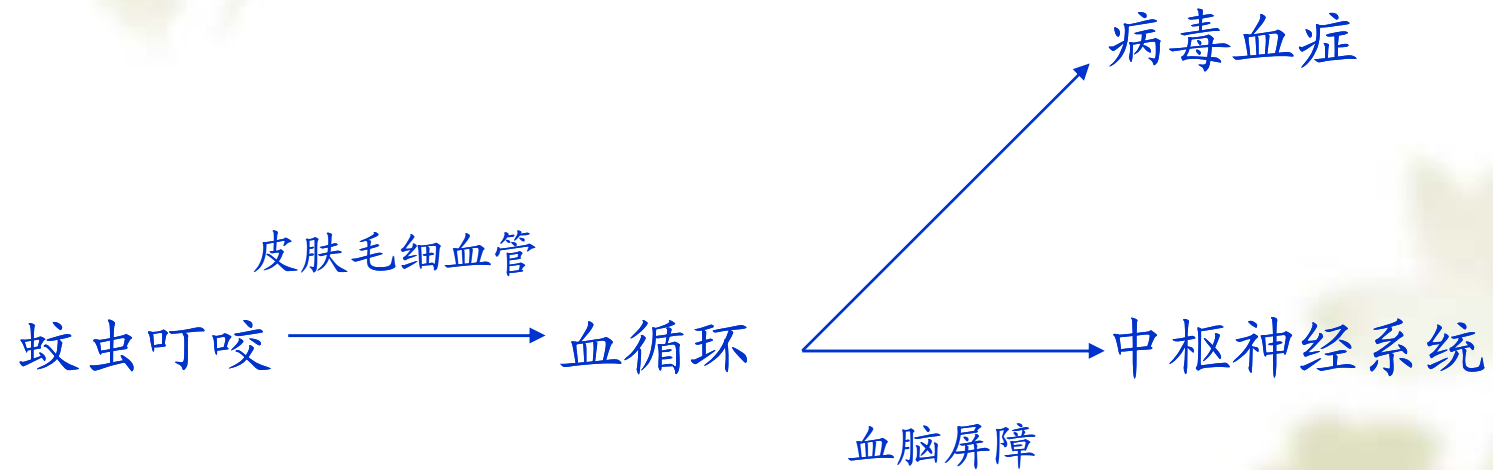 病毒血症
皮肤毛细血管
蚊虫叮咬
血循环
中枢神经系统
血脑屏障